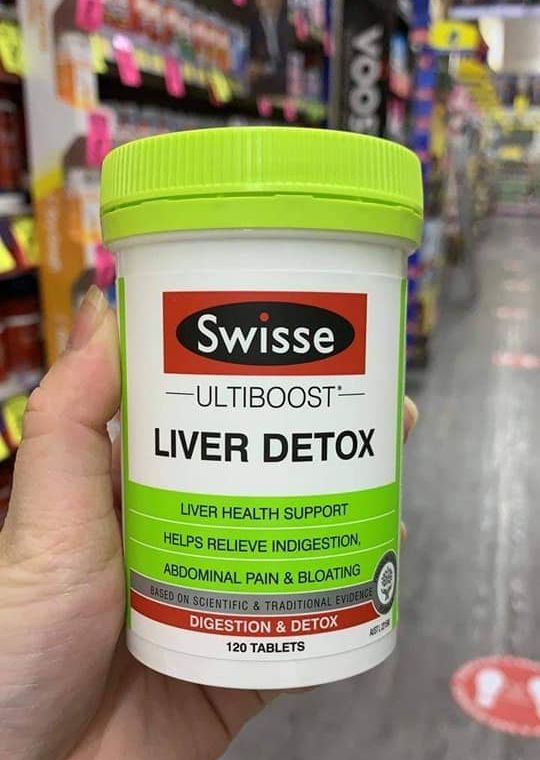 VOOS
Swisse
ULTIBOOST*
LIVER DETOX
LIVER HEALTH SUPPORT
HELPS RELIEVE INDIGESTION,
ABDOMINAL PAIN & BLOATING
BASED ON SCIENTIFIC & TRADITIONAL EVIDENCE
DIGESTION & DETOX
120 TABLETS